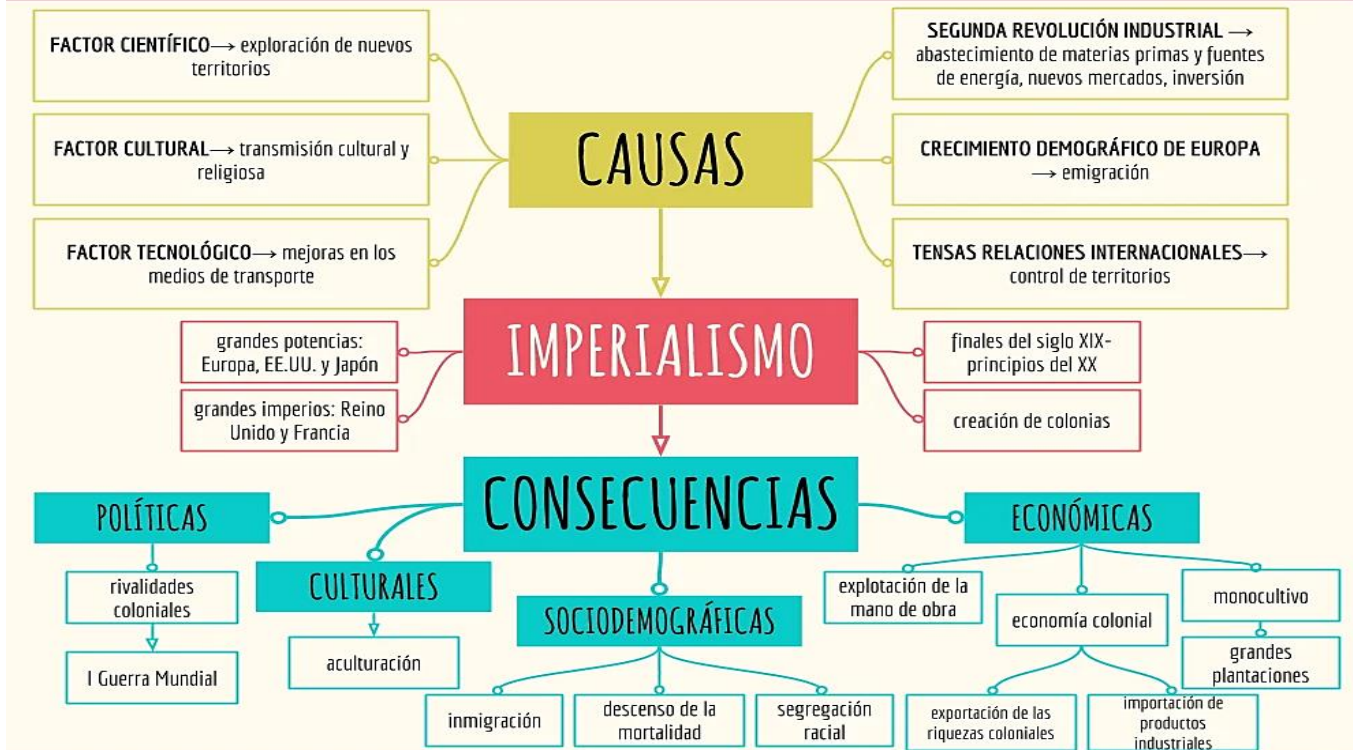 FACTOR CIENTÍFICO→ exploración de nuevos
territorios
FACTOR CULTURAL→ transmisión cultural y
religiosa
FACTOR TECNOLÓGICO→ mejoras en los
medios de transporte
CAUSAS
SEGUNDA REVOLUCIÓN INDUSTRIAL →
abastecimiento de materias primas y fuentes
de energía, nuevos mercados, inversión
CRECIMIENTO DEMOGRÁFICO DE EUROPA
→ emigración
TENSAS RELACIONES INTERNACIONALES→
control de territorios
grandes potencias:
Europa, EE.UU. y Japón
grandes imperios: Reino
Unido y Francia
IMPERIALISMO
finales del siglo XIX-
principios del XX
creación de colonias
CONSECUENCIAS
POLÍTICAS
rivalidades
coloniales
I Guerra Mundial
CULTURALES
aculturación
SOCIODEMOGRÁFICAS
inmigración
descenso de la
mortalidad
segregación
racial
ECONÓMICAS
explotación de la
mano de obra
economía colonial
exportación de las
riquezas coloniales
importación de
productos
industriales
monocultivo
grandes
plantaciones